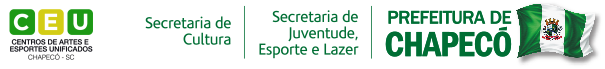 CEU
CENTROS DE ARTES E
ESPORTES UNIFICADOS
CHAPECÓ - SC
Secretaria de
Cultura
Secretaria de
Juventude,
Esporte e Lazer
PREFEITURA DE
CHAPECÓ